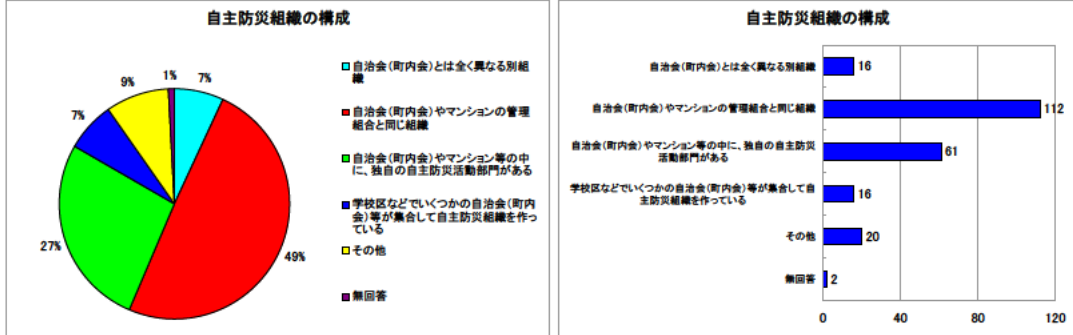 自主防災組織の構成
7%
49%
27%
7%
9%
1%
自治会(町内会)とは全く異なる別組
織
自治会(町内会)やマンションの管理
組合と同じ組織
自治会(町内会)やマンション等の中
に、独自の自主防災活動部門がある
学校区などでいくつかの自治会(町内
会)等が集合して自主防災組織を作っ
ている
その他
無回答
自主防災組織の構成
自治会(町内会)とは全く異なる別組織
16
自治会(町内会)やマンションの管理組合と同じ組織
112
自治会(町内会)やマンション等の中に、独自の自主防災
活動部門がある
61
学校区などでいくつかの自治会(町内会)等が集合して自
主防災組織を作っている
16
その他
20
無回答
2
0
40
80
120